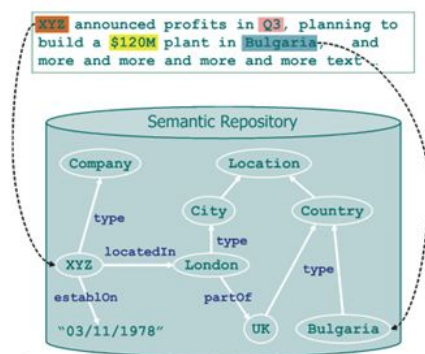 XYZ announced profits in Q3, planning to
build a $120M plant in Bulgaria, and
more and more and more and more text...
Semantic Repository
Company
Location
City
Country
type
type
type
XYZ
locatedIn
London
establOn
partOf
"03/11/1978"
UK
Bulgaria